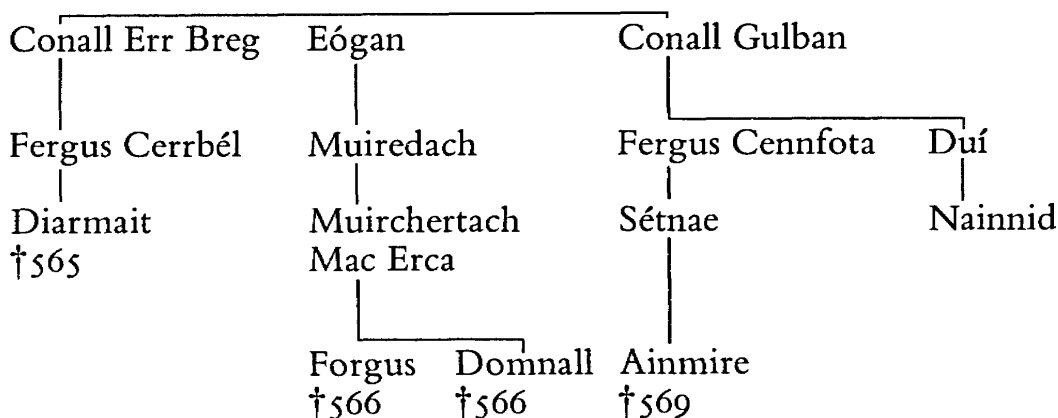 Conall Err Breg Eógan Conall Gulban
Fergus Cerrbél Muiredach Fergus Cennfota Duí
Diarmait Muirchertach Sétnae Nainnid
†565 Mac Erca
Forgus Domnall Ainmire
†566 †566 †569